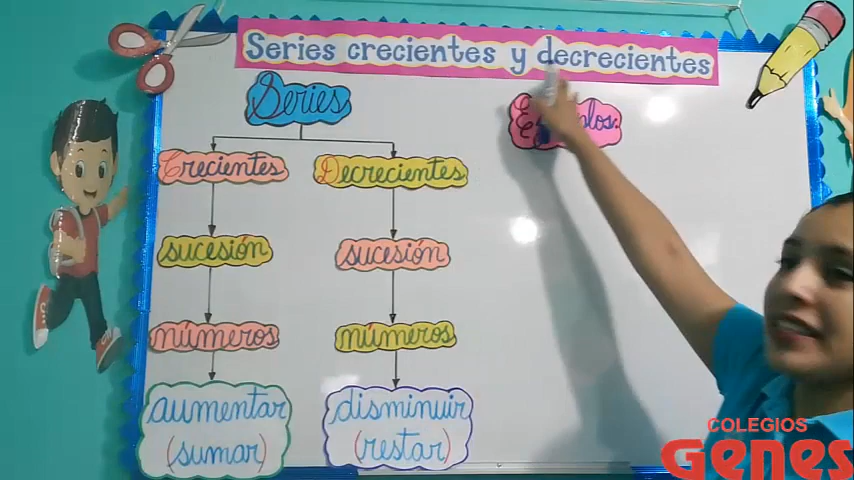 Series crecientes y decrecientes
Series
Crecientes
sucesión
números
aumentar
(sumar)
Decrecientes
sucesión
números
disminuir
(restar)
COLEGIOS
Genes